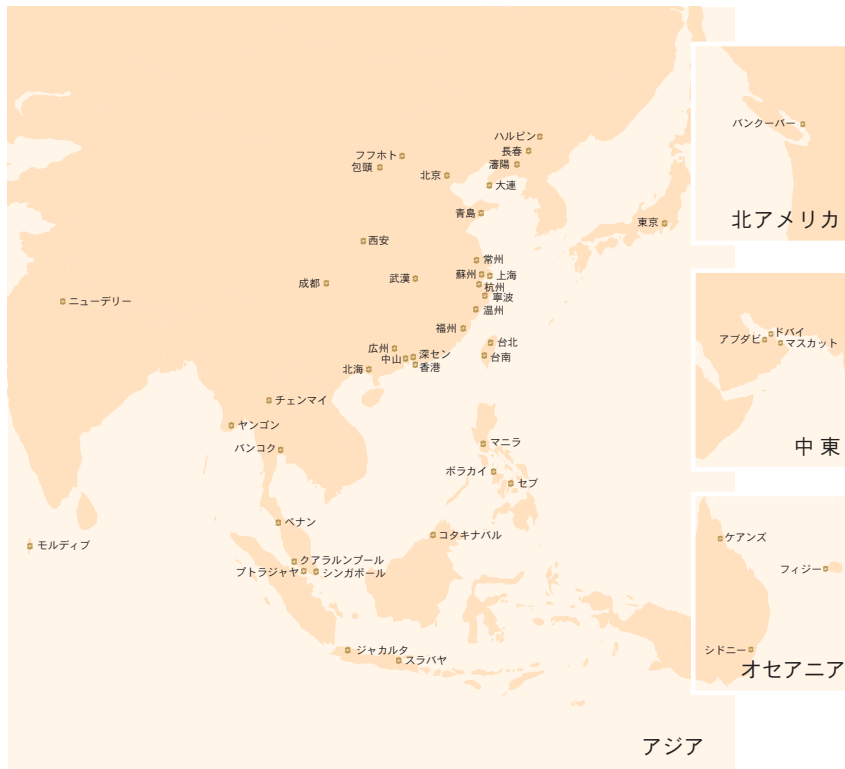 ハルビン
長春
瀋陽
フフホト
包頭
北京
大連
青島
東京
西安
常州
蘇州
上海
杭州
寧波
成都
武漢
温州
ニューデリー
福州
台北
台南
広州
深セン
中山
香港
北海
チェンマイ
ヤンゴン
バンコク
マニラ
ボラカイ
セブ
ペナン
コタキナバル
モルディブ
クアラルンプール
プトラジャヤ
シンガポール
ジャカルタ
スラバヤ
アジア
バンクーバー
北アメリカ
ドバイ
アブダビ
マスカット
中 東
ケアンズ
フィジー
シドニー
オセアニア